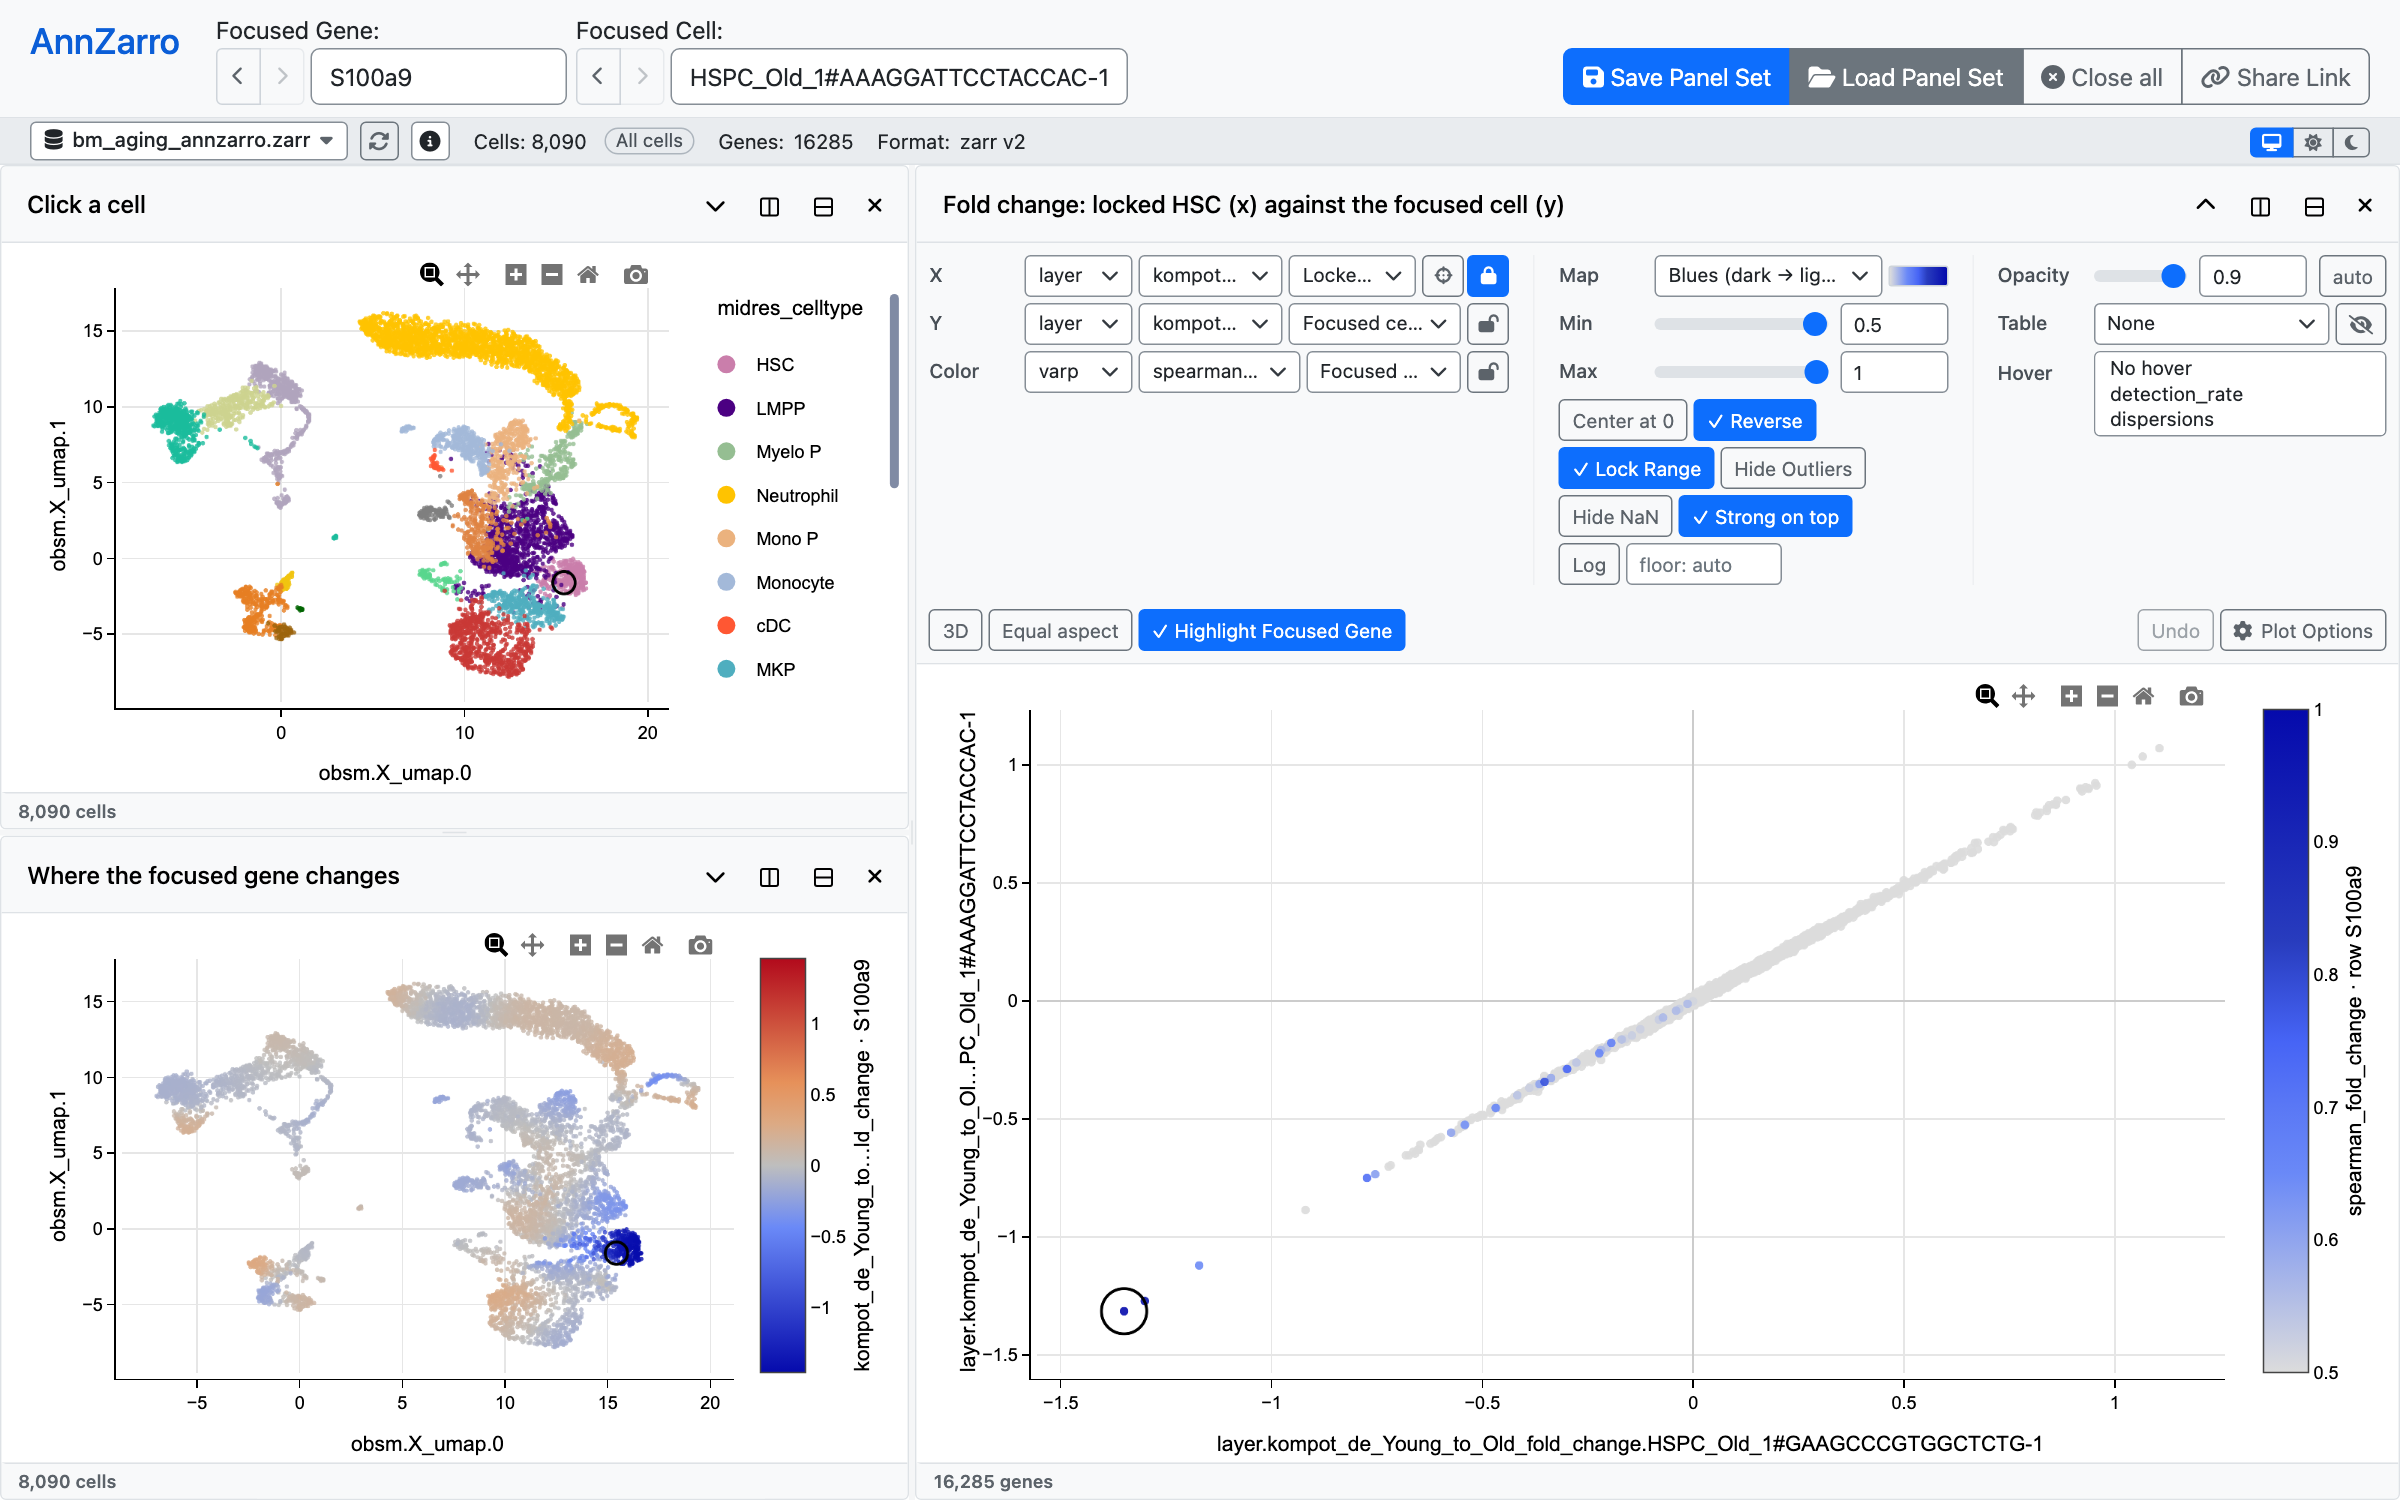 AnnZarro
Focused Gene:
S100a9
Focused Cell:
HSPC_Old_1#AAAGGATTCCTACCAC-1
Save Panel Set
Load Panel Set
Close all
Share Link
bm_aging_annzarro.zarr
Cells: 8,090
All cells
Genes: 16285
Format: zarr v2
Click a cell
15
10
5
0
−5
0
10
20
obsm.X_umap.1
obsm.X_umap.0
midres_celltype
HSC
LMPP
Myelo P
Neutrophil
Mono P
Monocyte
cDC
MKP
8,090 cells
Where the focused gene changes
15
10
5
0
−5
−5
0
5
10
15
20
obsm.X_umap.1
obsm.X_umap.0
1
0.5
0
−0.5
−1
kompot_de_Young_to...ld_change · S100a9
8,090 cells
Fold change: locked HSC (x) against the focused cell (y)
X
layer
kompot...
Locke...
Y
layer
kompot...
Focused ce...
Color
varp
spearman...
Focused ...
Map
Blues (dark → lig...
Min
0.5
Max
1
Center at 0
✓ Reverse
✓ Lock Range
Hide Outliers
Hide NaN
✓ Strong on top
Log
floor: auto
Opacity
0.9
auto
Table
None
Hover
No hover
detection_rate
dispersions
3D
Equal aspect
✓ Highlight Focused Gene
Undo
Plot Options
1
0.5
0
−0.5
−1
−1.5
−1.5
−1
−0.5
0
0.5
1
layer.kompot_de_Young_to_Ol...PC_Old_1#AAAGGATTCCTACCAC-1
layer.kompot_de_Young_to_Old_fold_change.HSPC_Old_1#GAAGCCCGTGGCTCTG-1
1
0.9
0.8
0.7
0.6
0.5
spearman_fold_change · row S100a9
16,285 genes